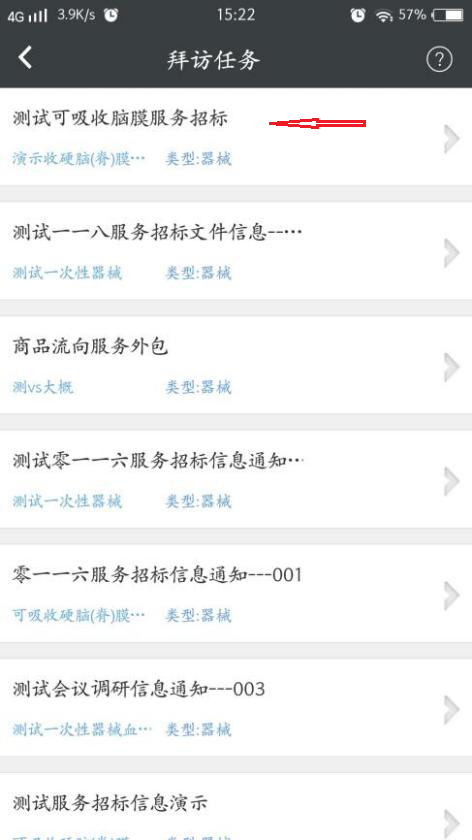 4G 3.9K/s 15:22 57%
拜访任务 ?
测试可吸收脑膜服务招标
演示收硬脑(脊)膜… 类型:器械
测试一一八服务招标文件信息--…
测试一次性器械 类型:器械
商品流向服务外包
测vs大概 类型:器械
测试零一一六服务招标信息通知…
测试一次性器械 类型:器械
零一一六服务招标信息通知---001
可吸收硬脑(脊)膜… 类型:器械
测试会议调研信息通知---003
测试一次性器械血… 类型:器械
测试服务招标信息演示
可吸收硬脑(脊)膜… 类型:器械